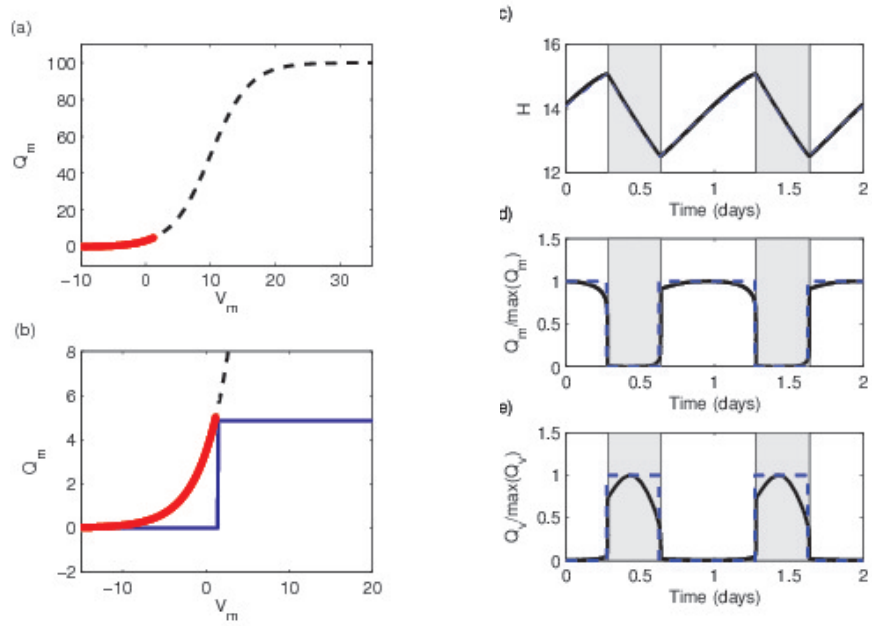 (a)
100
80
60
40
20
0
Q_m
−10 0 10 20 30
V_m
(b)
8
6
4
2
0
−2
Q_m
−10 0 10 20
V_m
c)
16
14
12
H
0 0.5 1 1.5 2
Time (days)
d)
1.5
1
0.5
0
Q_m/max(Q_m)
0 0.5 1 1.5 2
Time (days)
e)
1.5
1
0.5
0
Q_v/max(Q_v)
0 0.5 1 1.5 2
Time (days)